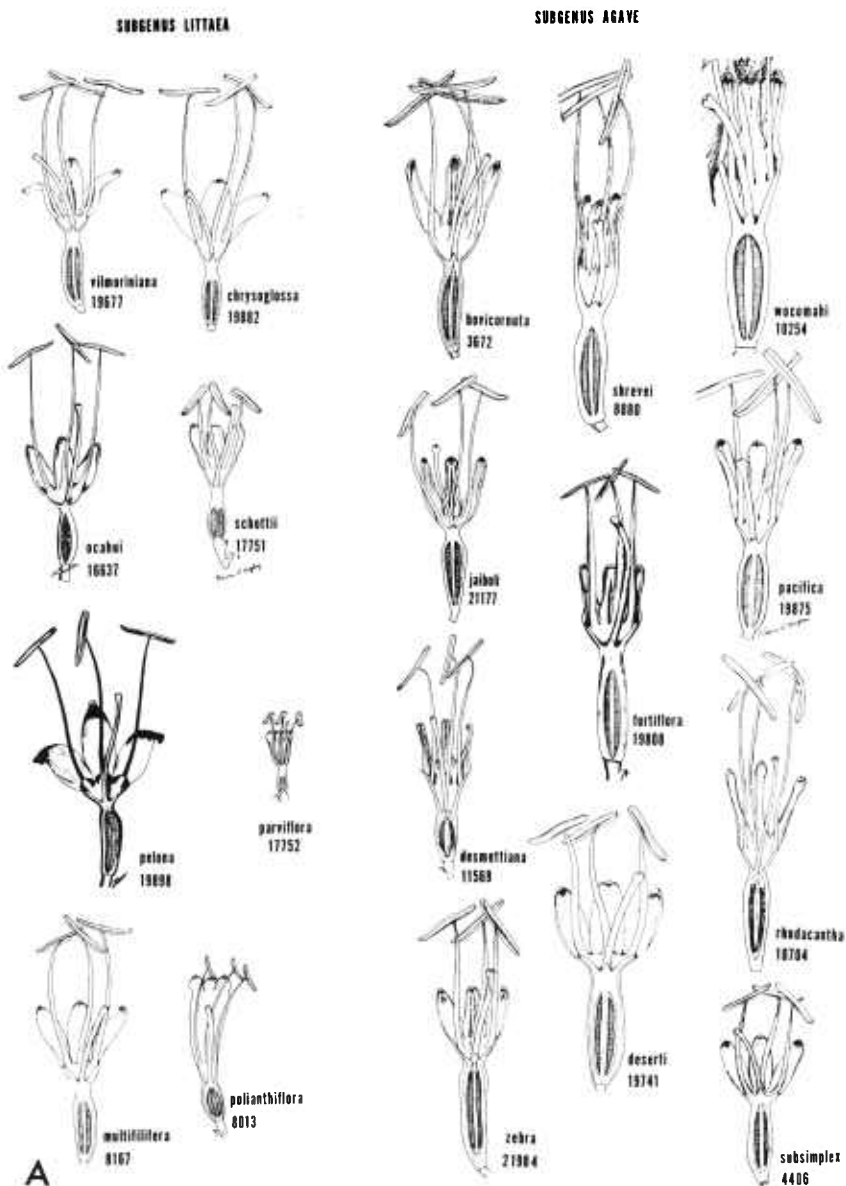 SUBGENUS LITTAEA
SUBGENUS AGAVE
vilmoriniana
19677
chrysoglossa
19882
bovicornuta
3672
shrevei
8880
wocomahi
10254
ocahui
16637
schottii
17751
jaiboli
21177
fortiflora
19808
pacifica
19875
pelona
19898
parviflora
17752
desmettiana
11569
deserti
19741
rhodacantha
10704
multifilifera
8167
polianthiflora
8013
zebra
21984
subsimplex
4406
A